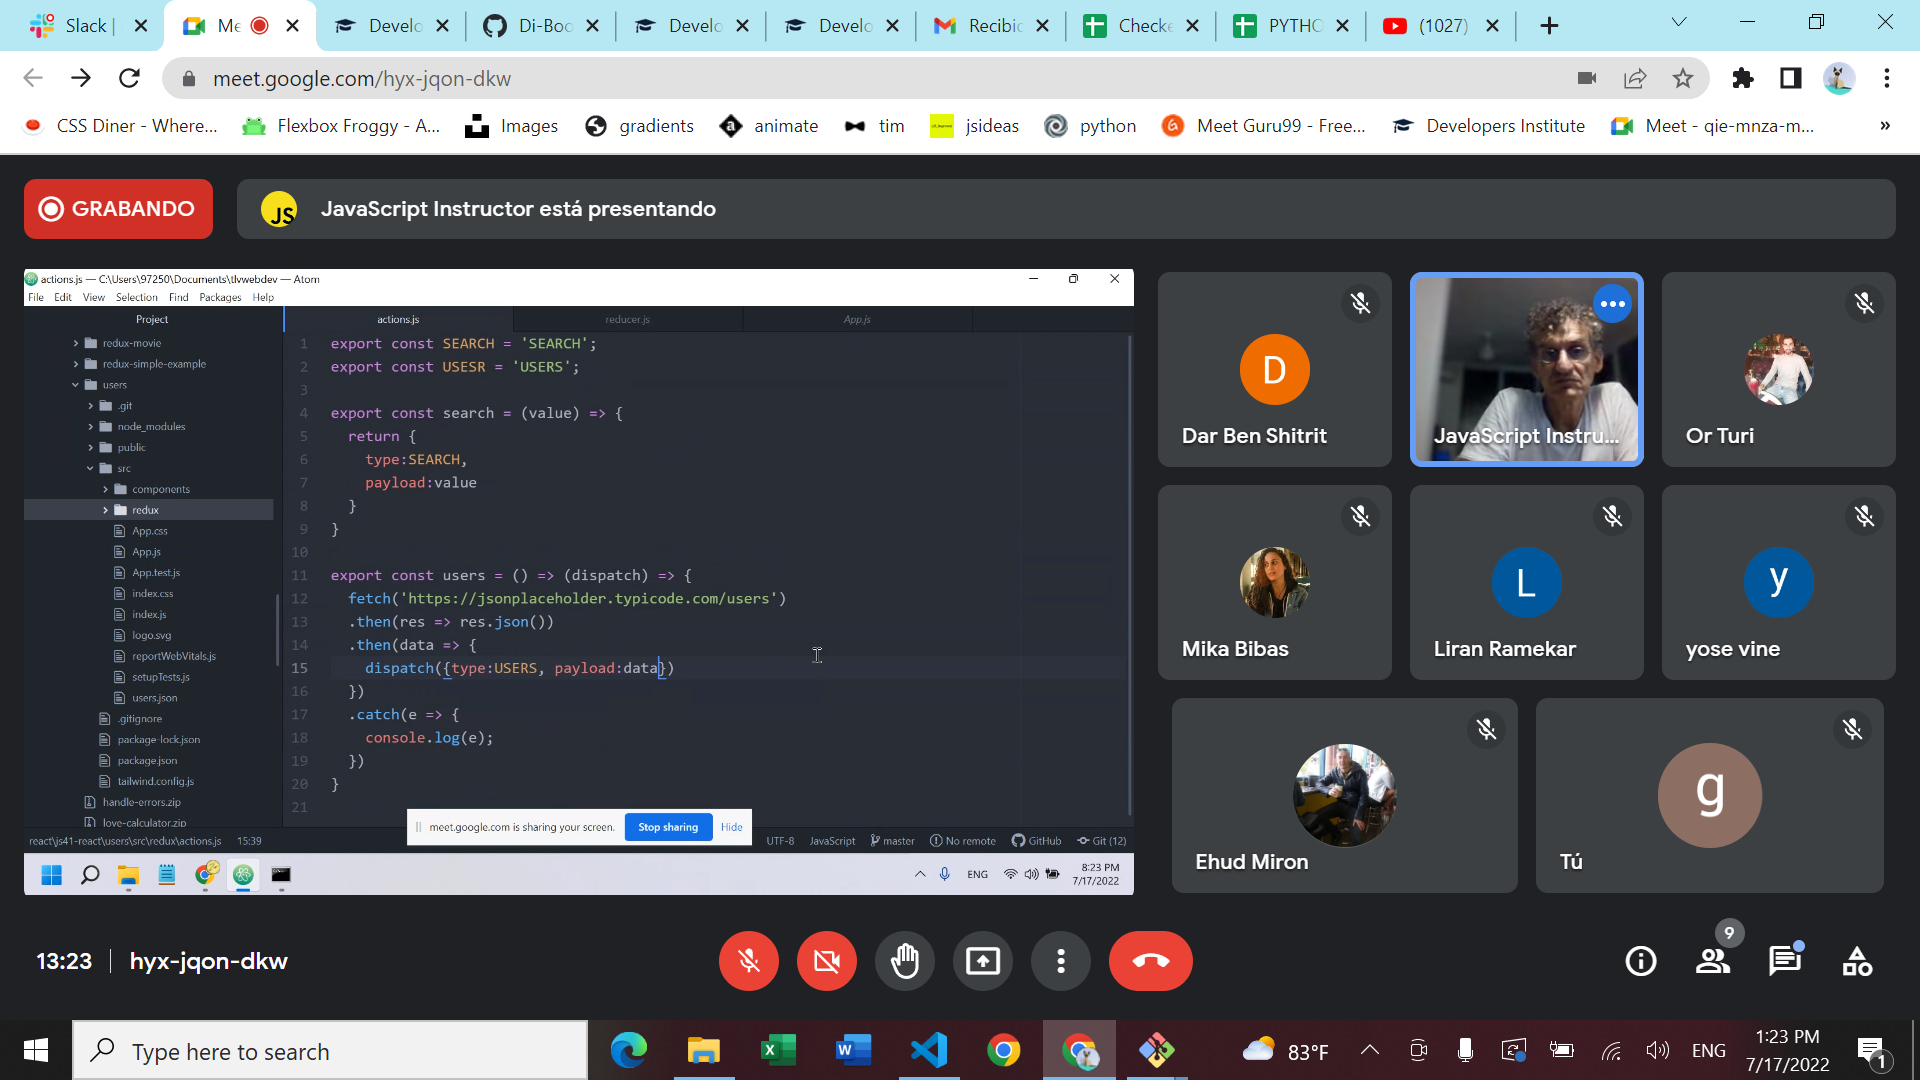 Slack |
Me
Develo
Di-Boo
Develo
Develo
Recibid
Checke
PYTHO
(1027)
meet.google.com/hyx-jqon-dkw
CSS Diner - Where...
Flexbox Froggy - A...
Images
gradients
animate
tim
jsideas
python
Meet Guru99 - Free...
Developers Institute
Meet - qie-mnza-m...
»
GRABANDO
JS
JavaScript Instructor está presentando
actions.js — C:\Users\97250\Documents\tlvwebdev — Atom
File Edit View Selection Find Packages Help
Project
actions.js
reducer.js
App.js
redux-movie
redux-simple-example
users
.git
node_modules
public
src
components
redux
App.css
App.js
App.test.js
index.css
index.js
logo.svg
reportWebVitals.js
setupTests.js
users.json
.gitignore
package-lock.json
package.json
tailwind.config.js
handle-errors.zip
love-calculator.zip
1 export const SEARCH = 'SEARCH';
2 export const USESR = 'USERS';
3
4 export const search = (value) => {
5 return {
6 type:SEARCH,
7 payload:value
8 }
9 }
10
11 export const users = () => (dispatch) => {
12 fetch('https://jsonplaceholder.typicode.com/users')
13 .then(res => res.json())
14 .then(data => {
15 dispatch({type:USERS, payload:data})
16 })
17 .catch(e => {
18 console.log(e);
19 })
20 }
21
meet.google.com is sharing your screen.
Stop sharing
Hide
react\js41-react\users\src\redux\actions.js 15:39
UTF-8 JavaScript master No remote GitHub Git (12)
ENG
8:23 PM
7/17/2022
D
Dar Ben Shitrit
JavaScript Instru...
Or Turi
Mika Bibas
L
Liran Ramekar
y
yose vine
Ehud Miron
g
Tú
13:23 | hyx-jqon-dkw
9
Type here to search
83°F
ENG
1:23 PM
7/17/2022
1